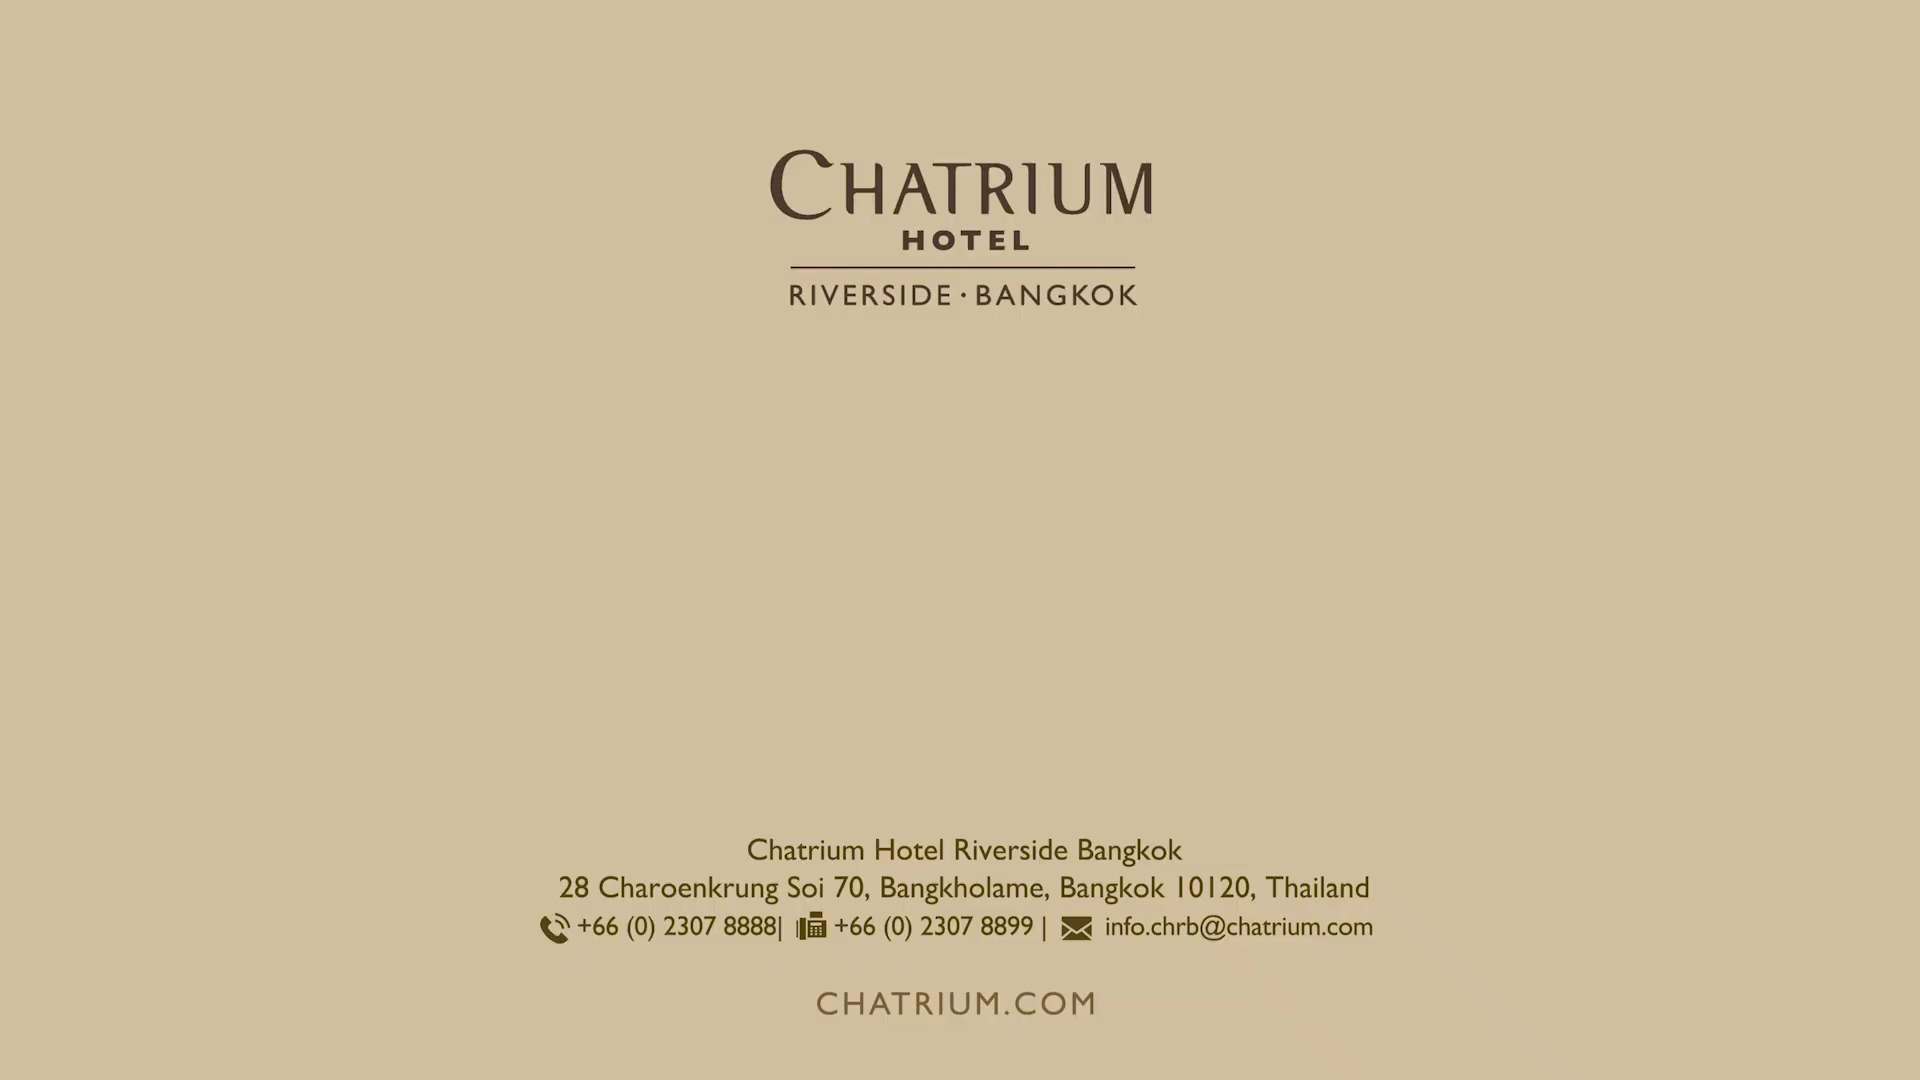 CHATRIUM
HOTEL
RIVERSIDE · BANGKOK
Chatrium Hotel Riverside Bangkok
28 Charoenkrung Soi 70, Bangkholame, Bangkok 10120, Thailand
+66 (0) 2307 8888| +66 (0) 2307 8899 | info.chrb@chatrium.com
CHATRIUM.COM